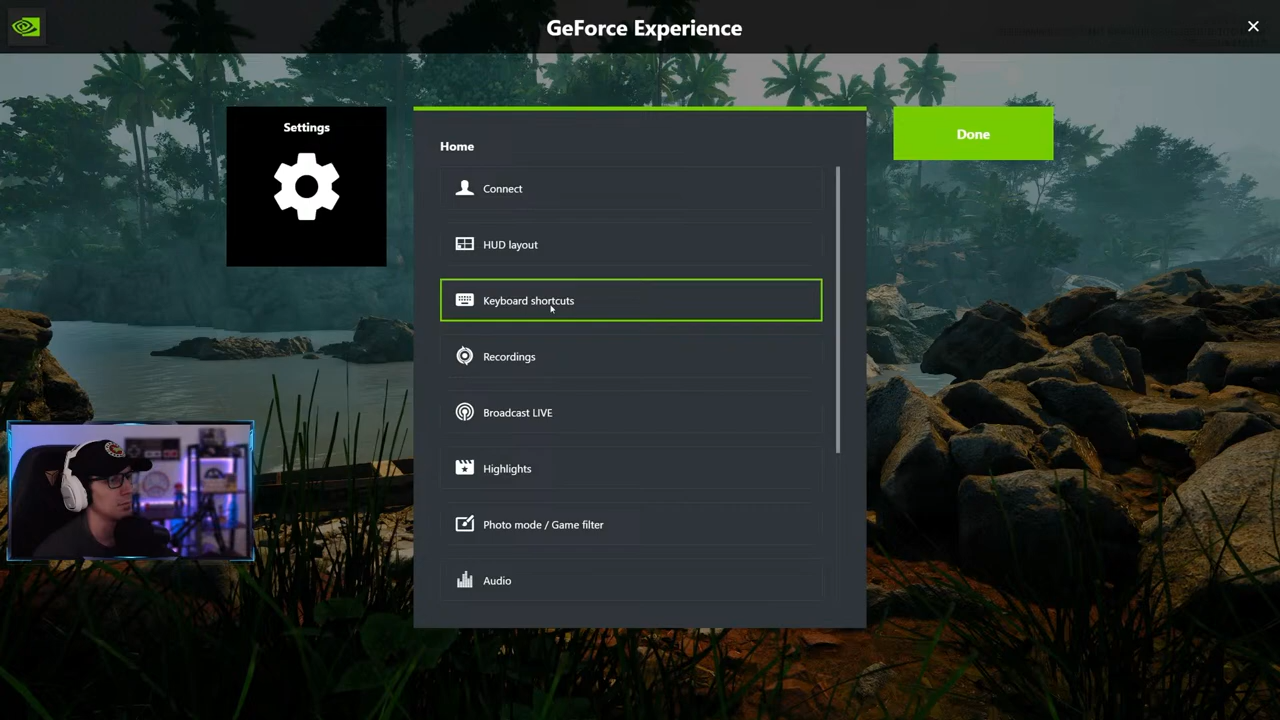 GeForce Experience
Settings
Done
Home
Connect
HUD layout
Keyboard shortcuts
Recordings
Broadcast LIVE
Highlights
Photo mode / Game filter
Audio